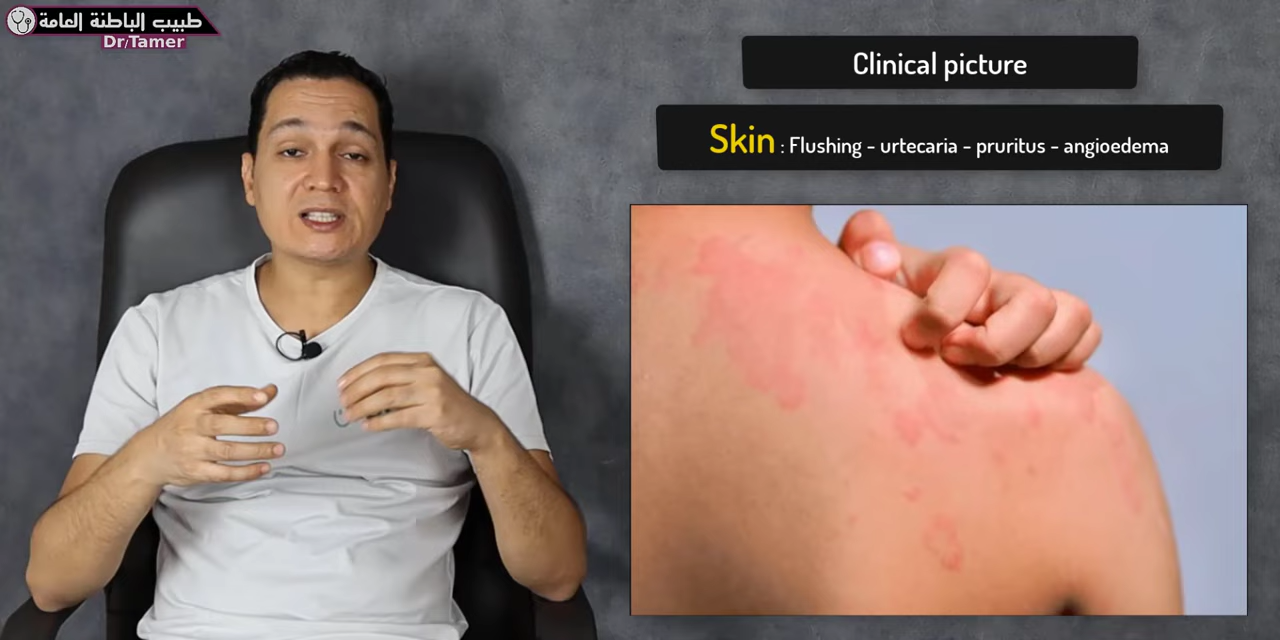 طبيب الباطنة العامة
Dr/Tamer
Clinical picture
Skin : Flushing - urtecaria - pruritus - angioedema